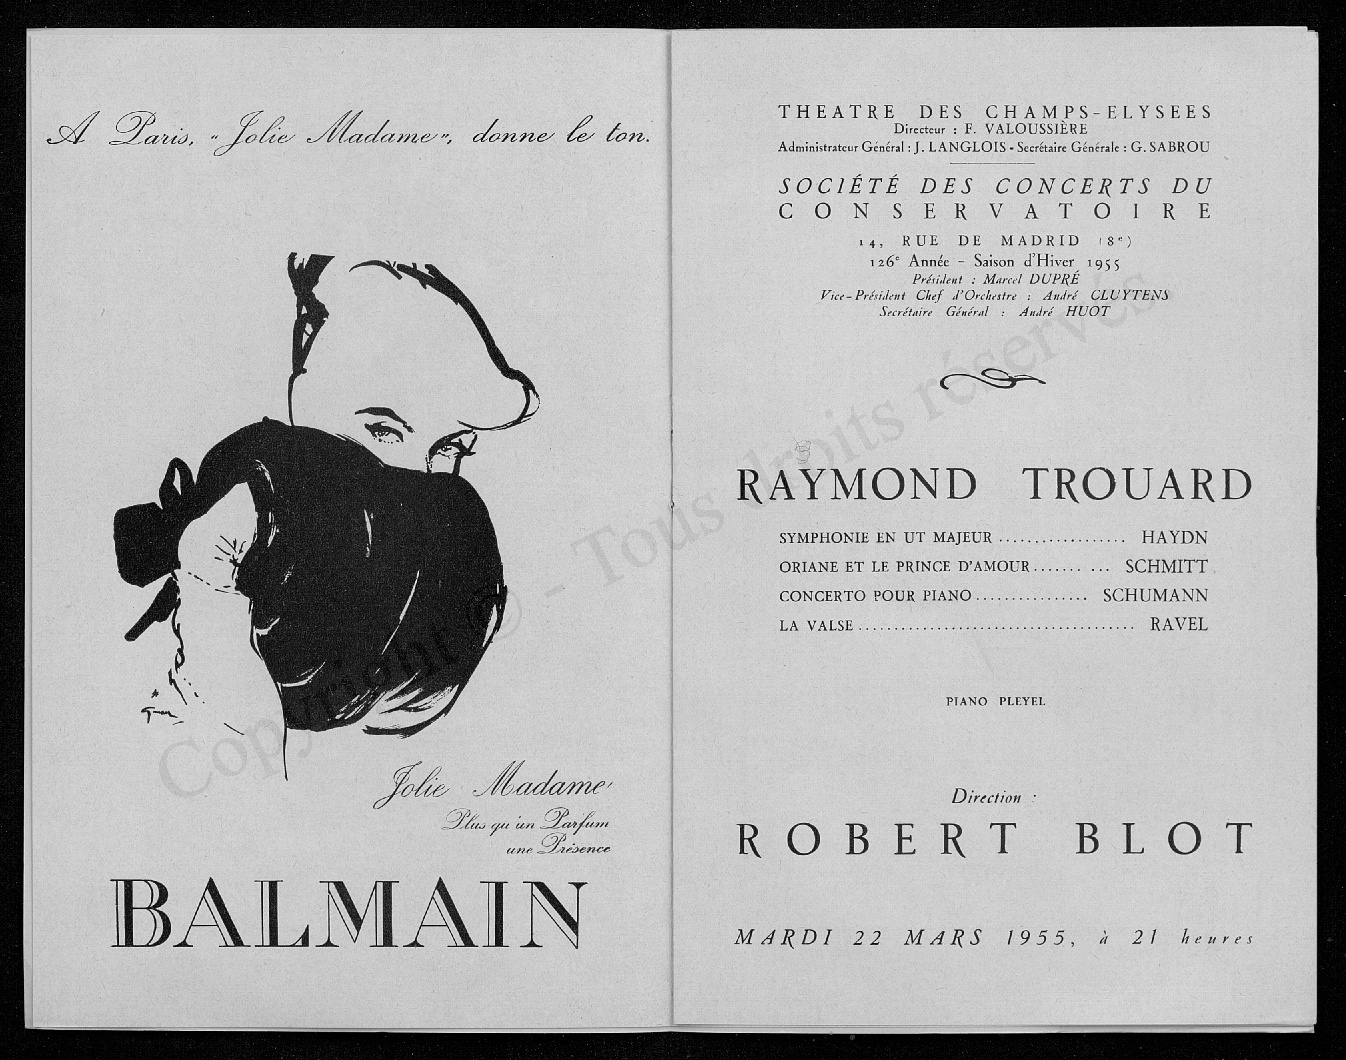 A Paris, "Jolie Madame", donne le ton.
Jolie Madame
Plus qu'un Parfum
une Présence
BALMAIN
THEATRE DES CHAMPS-ELYSEES
Directeur : F. VALOUSSIÈRE
Administrateur Général : J. LANGLOIS - Secrétaire Générale : G. SABROU
SOCIÉTÉ DES CONCERTS DU
CONSERVATOIRE
14, RUE DE MADRID (8e)
126e Année - Saison d'Hiver 1955
Président : Marcel DUPRÉ
Vice-Président Chef d'Orchestre : André CLUYTENS
Secrétaire Général : André HUOT
RAYMOND TROUARD
SYMPHONIE EN UT MAJEUR .................. HAYDN
ORIANE ET LE PRINCE D'AMOUR....... ... SCHMITT
CONCERTO POUR PIANO................ SCHUMANN
LA VALSE ...................................... RAVEL
PIANO PLEYEL
Direction :
ROBERT BLOT
MARDI 22 MARS 1955, à 21 heures
Copyright © - Tous droits réservés